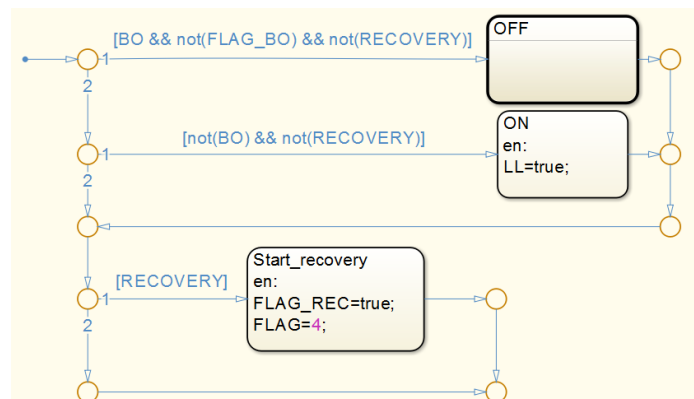 [BO && not(FLAG_BO) && not(RECOVERY)]
OFF
1
2
[not(BO) && not(RECOVERY)]
ON
en:
LL=true;
1
2
[RECOVERY]
Start_recovery
en:
FLAG_REC=true;
FLAG=4;
1
2